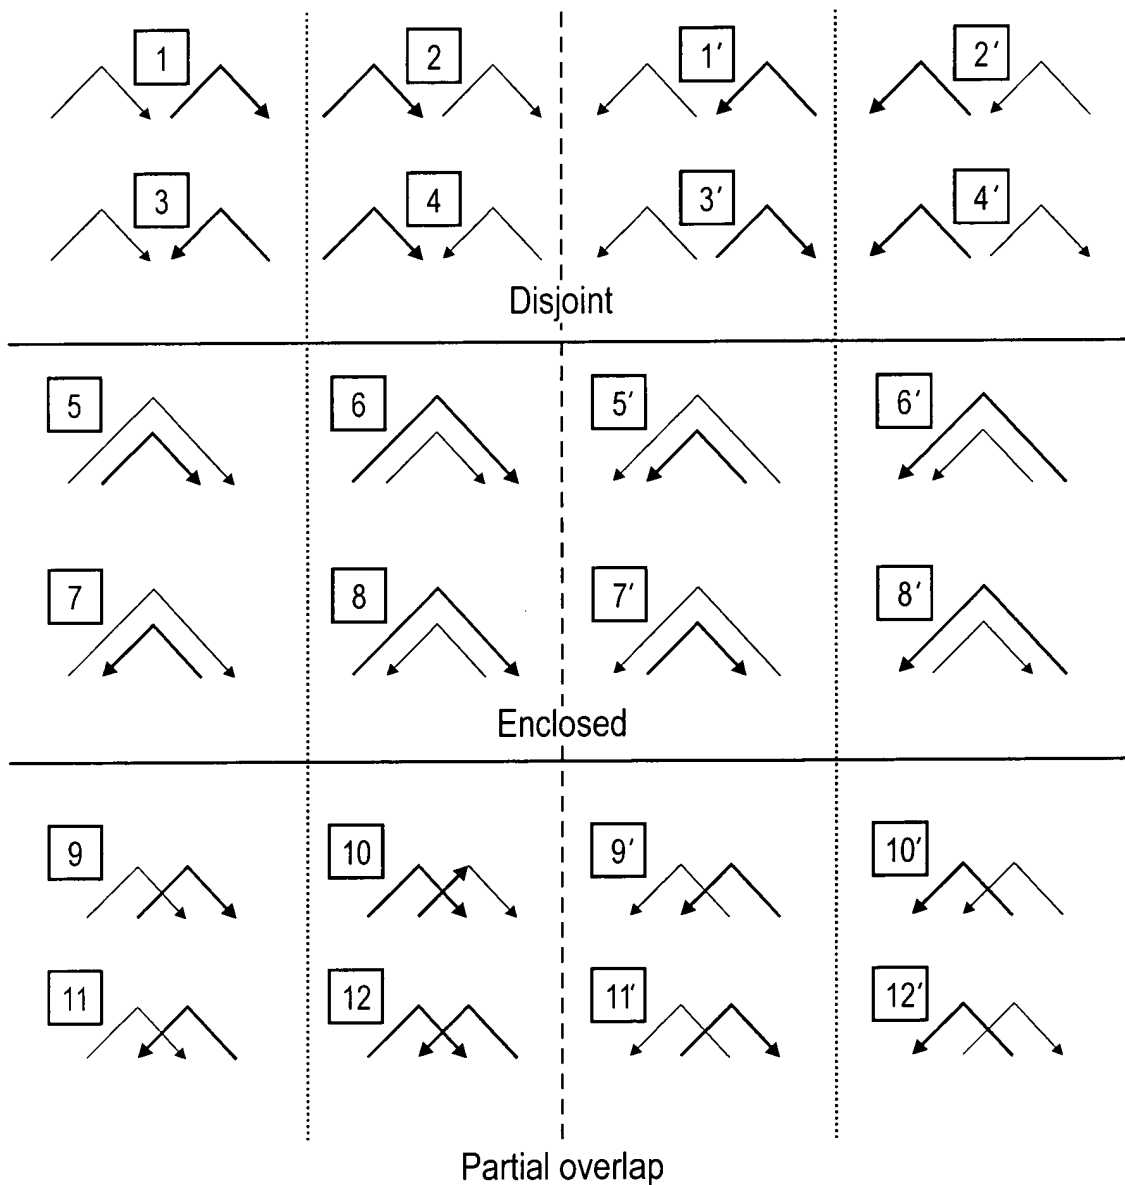 1 2 1′ 2′
3 4 3′ 4′
Disjoint
5 6 5′ 6′
7 8 7′ 8′
Enclosed
9 10 9′ 10′
11 12 11′ 12′
Partial overlap